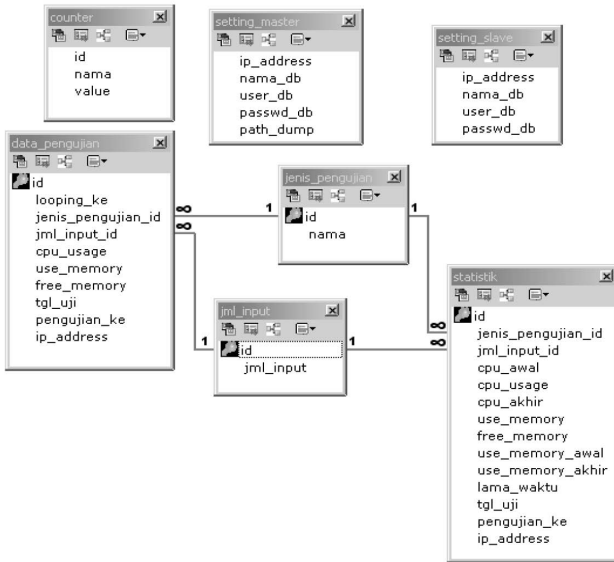 counter
id
nama
value
setting_master
ip_address
nama_db
user_db
passwd_db
path_dump
setting_slave
ip_address
nama_db
user_db
passwd_db
data_pengujian
id
looping_ke
jenis_pengujian_id
jml_input_id
cpu_usage
use_memory
free_memory
tgl_uji
pengujian_ke
ip_address
∞
1
∞
1
jenis_pengujian
id
nama
1
jml_input
id
jml_input
1
∞
∞
statistik
id
jenis_pengujian_id
jml_input_id
cpu_awal
cpu_usage
cpu_akhir
use_memory
free_memory
use_memory_awal
use_memory_akhir
lama_waktu
tgl_uji
pengujian_ke
ip_address